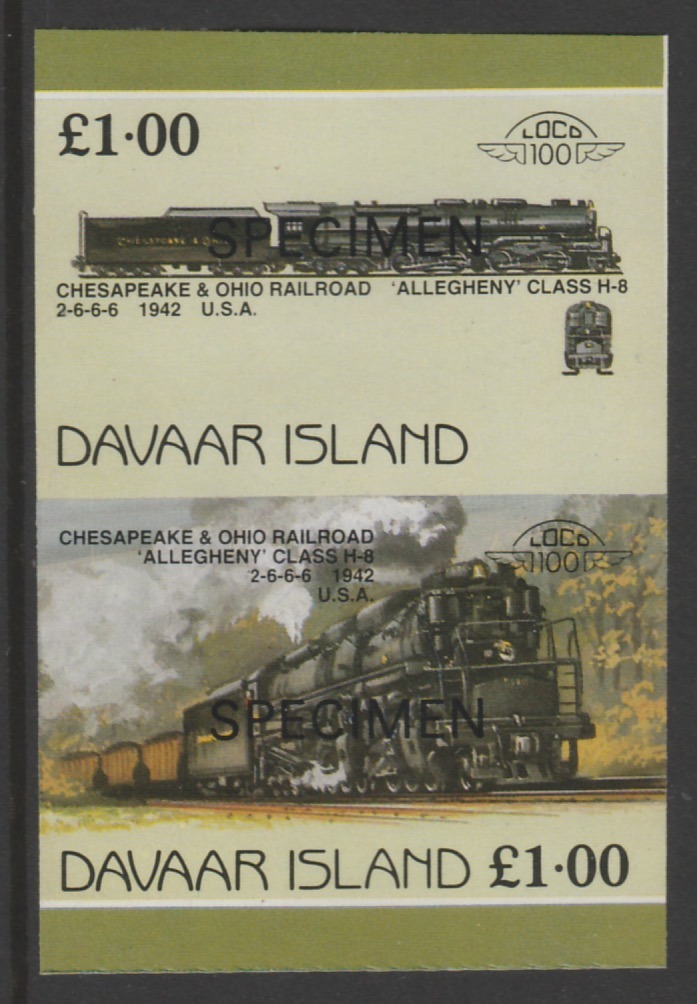 £1·00
LOCO
100
CHESAPEAKE & OHIO
SPECIMEN
CHESAPEAKE & OHIO RAILROAD 'ALLEGHENY' CLASS H-8
2-6-6-6 1942 U.S.A.
DAVAAR ISLAND
CHESAPEAKE & OHIO RAILROAD
'ALLEGHENY' CLASS H-8
2-6-6-6 1942
U.S.A.
LOCO
100
SPECIMEN
DAVAAR ISLAND £1·00